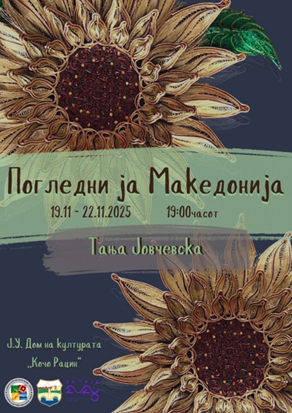 Погледни ја Македонија
19.11 - 22.11.2025 19:00часот
Тања Јовчевска
Ј.У. Дом на културата
„Кочо Рацин"